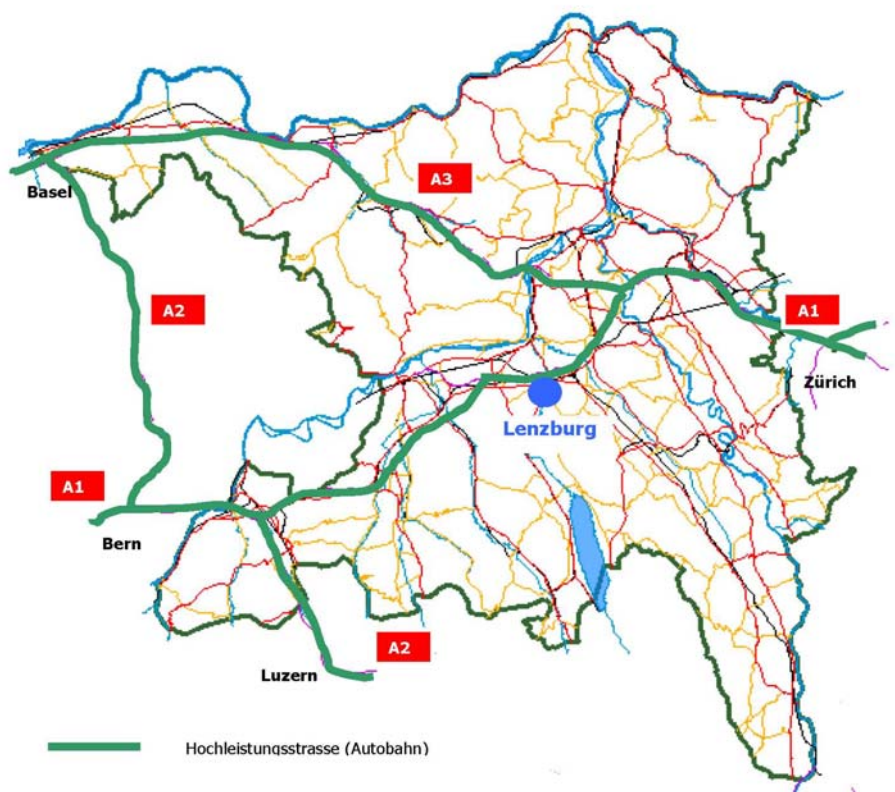 A3
Basel
A2
A1
Zürich
Lenzburg
A1
Bern
A2
Luzern
Hochleistungsstrasse (Autobahn)